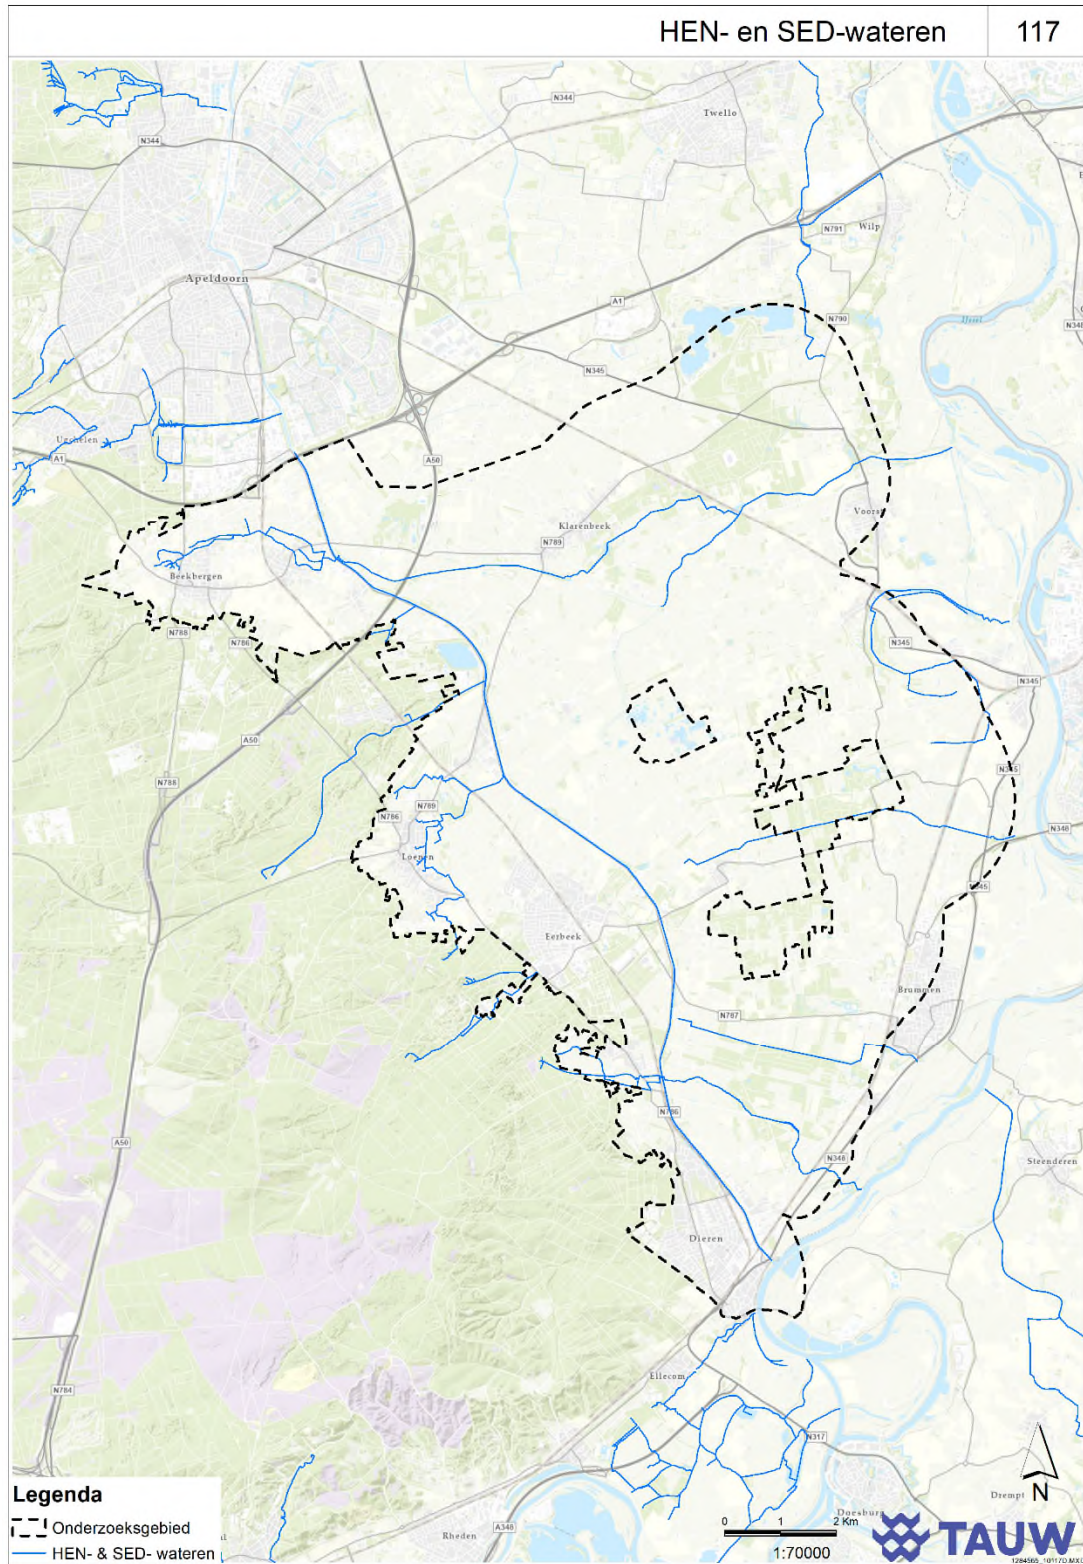 HEN- en SED-wateren 117
N344
Twello
N344
N791
Wilp
Apeldoorn
A1
N790
IJssel
N348
N345
Ugchelen
A1
A50
Voorst
Klarenbeek
N789
Beekbergen
N788
N786
N345
N345
A50
N788
N345
N786
N789
N348
Loenen
N345
Eerbeek
Brummen
N787
N786
A50
N348
Steenderen
Dieren
Ellecom
N784
N317
Drempt
Doesburg
Rheden
A348
N
Legenda
Onderzoeksgebied
HEN- & SED- wateren
0 1 2 Km
1:70000
TAUW